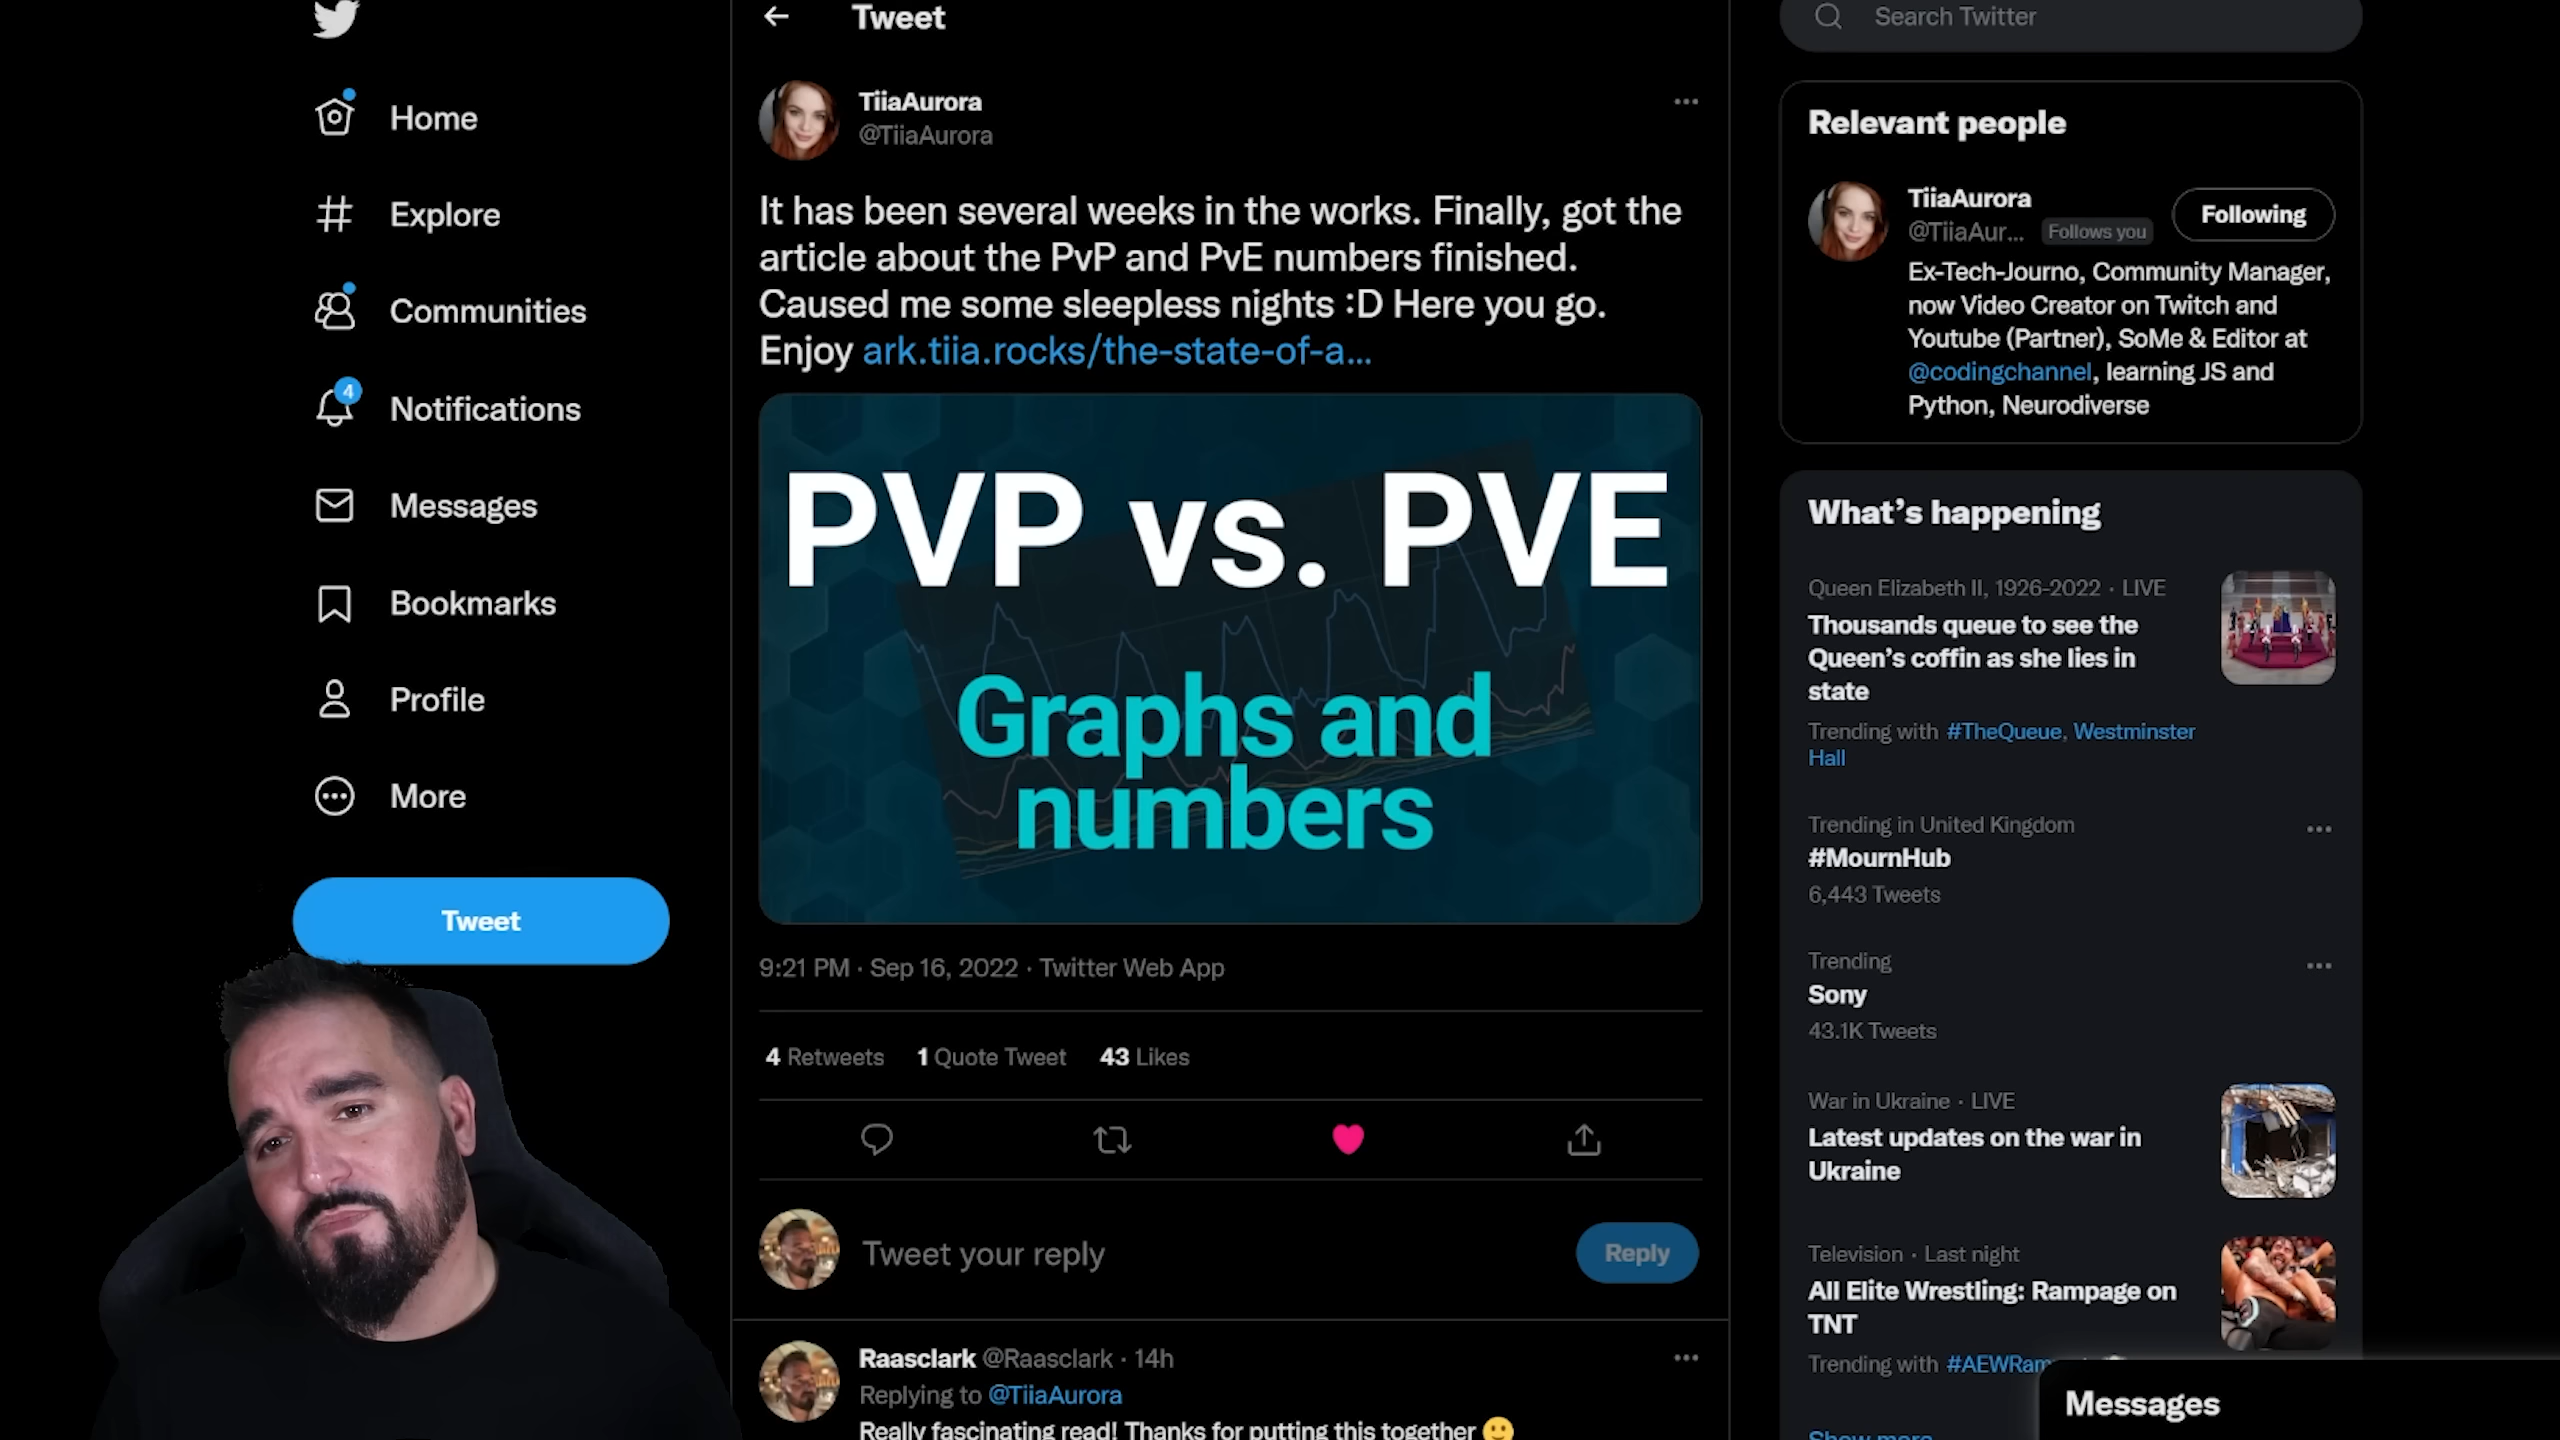 Home
Explore
Communities
4
Notifications
Messages
Bookmarks
Profile
More
Tweet
Tweet
TiiaAurora
@TiiaAurora
It has been several weeks in the works. Finally, got the
article about the PvP and PvE numbers finished.
Caused me some sleepless nights :D Here you go.
Enjoy ark.tiia.rocks/the-state-of-a...
PVP vs. PVE
Graphs and
numbers
9:21 PM · Sep 16, 2022 · Twitter Web App
4 Retweets 1 Quote Tweet 43 Likes
Tweet your reply
Reply
Raasclark @Raasclark · 14h
Replying to @TiiaAurora
Really fascinating read! Thanks for putting this together 🙂
Search Twitter
Relevant people
TiiaAurora
@TiiaAur... Follows you
Following
Ex-Tech-Journo, Community Manager,
now Video Creator on Twitch and
Youtube (Partner), SoMe & Editor at
@codingchannel, learning JS and
Python, Neurodiverse
What's happening
Queen Elizabeth II, 1926-2022 · LIVE
Thousands queue to see the
Queen's coffin as she lies in
state
Trending with #TheQueue, Westminster
Hall
Trending in United Kingdom
#MournHub
6,443 Tweets
Trending
Sony
43.1K Tweets
War in Ukraine · LIVE
Latest updates on the war in
Ukraine
Television · Last night
All Elite Wrestling: Rampage on
TNT
Trending with #AEWRam
Show more
Messages